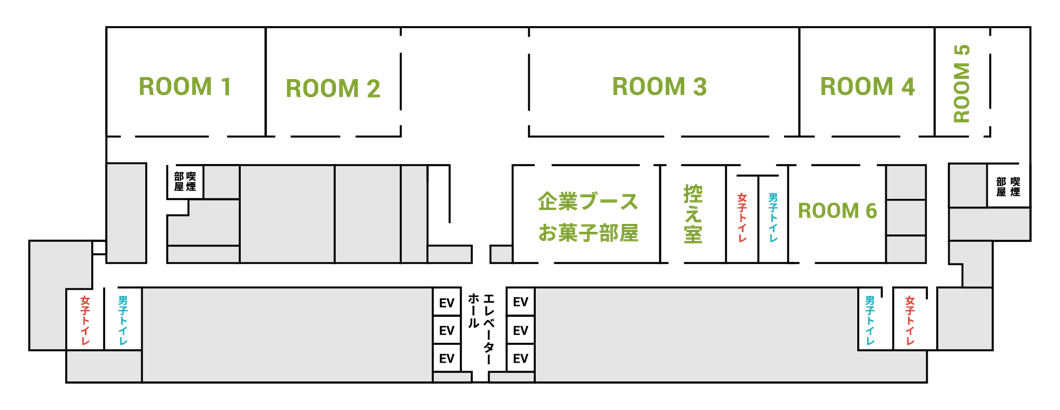 ROOM 1
ROOM 2
ROOM 3
ROOM 4
ROOM 5
喫煙
部屋
企業ブース
お菓子部屋
控え室
女子トイレ
男子トイレ
ROOM 6
喫煙
部屋
女子トイレ
男子トイレ
EV
EV
EV
エレベーター
ホール
EV
EV
EV
男子トイレ
女子トイレ